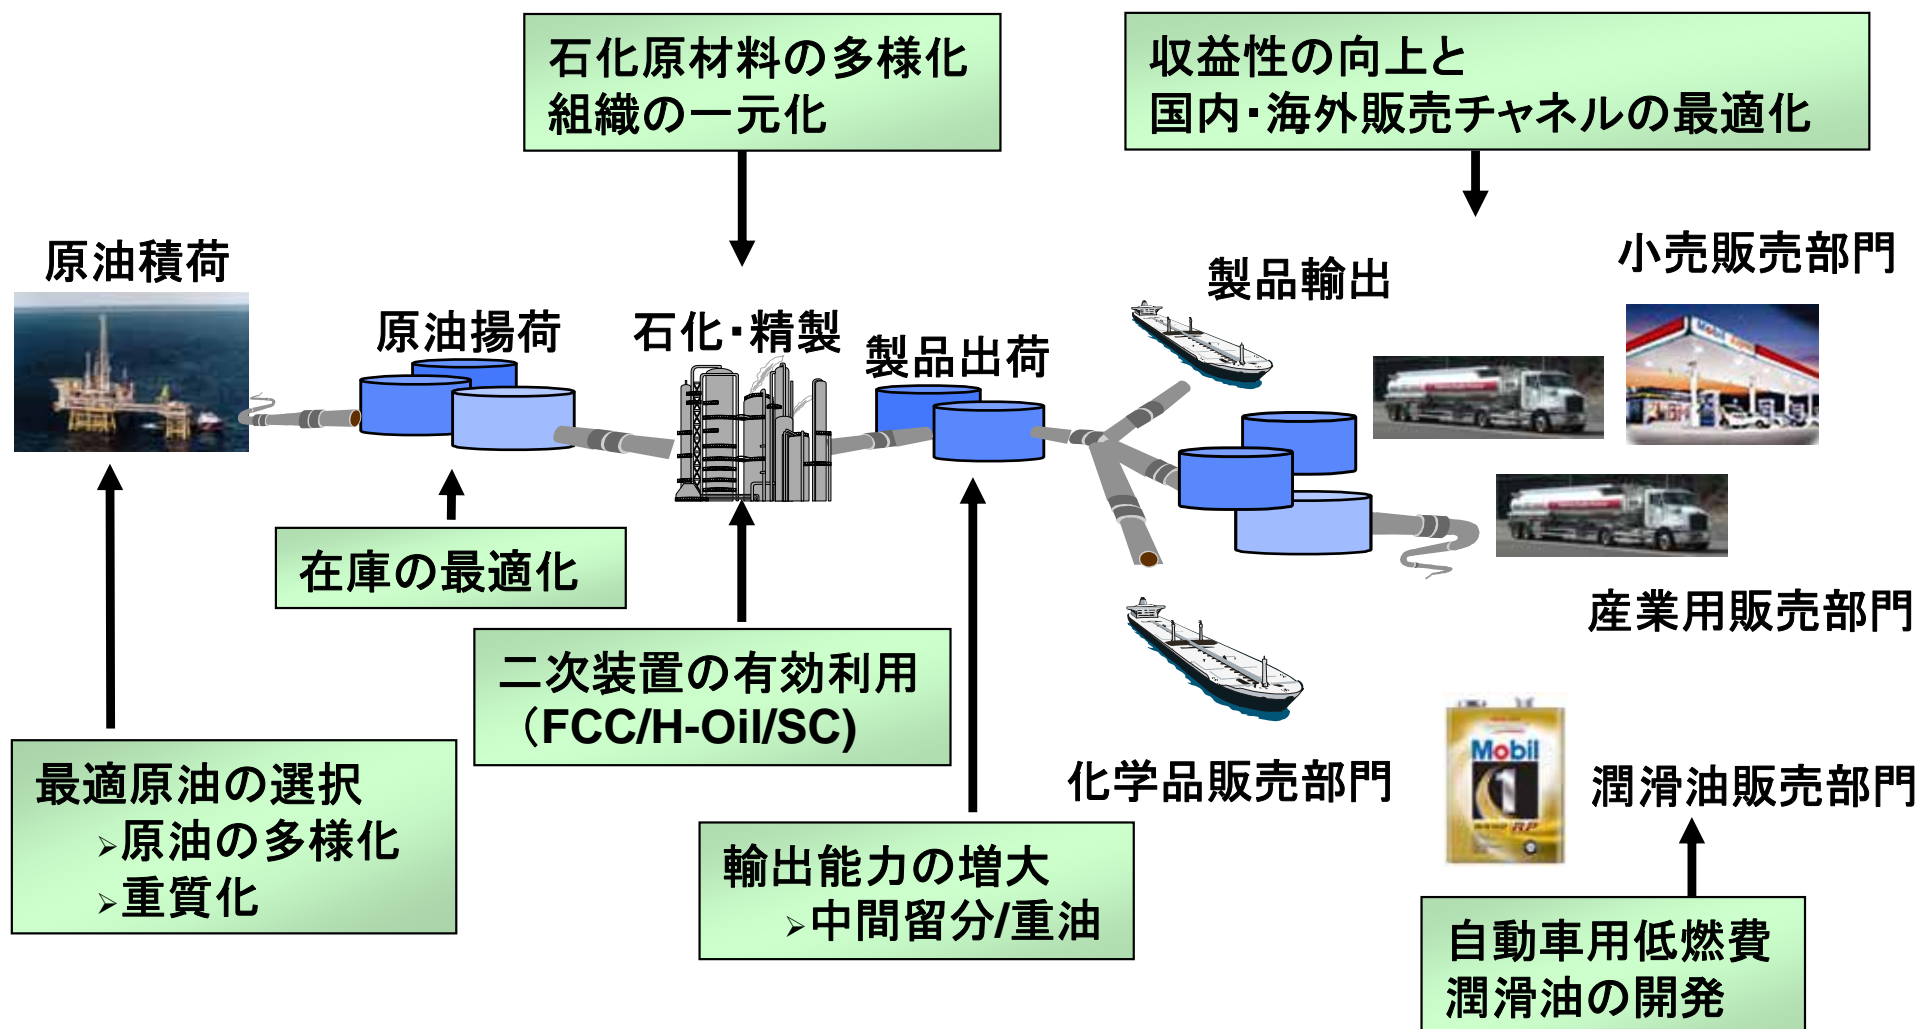 石化原材料の多様化
組織の一元化
収益性の向上と
国内・海外販売チャネルの最適化
原油積荷
原油揚荷
石化・精製
製品出荷
製品輸出
小売販売部門
Mobil
在庫の最適化
産業用販売部門
二次装置の有効利用
（FCC/H-Oil/SC)
最適原油の選択
➢原油の多様化
➢重質化
化学品販売部門
Mobil
1
RP
潤滑油販売部門
輸出能力の増大
➢中間留分/重油
自動車用低燃費
潤滑油の開発